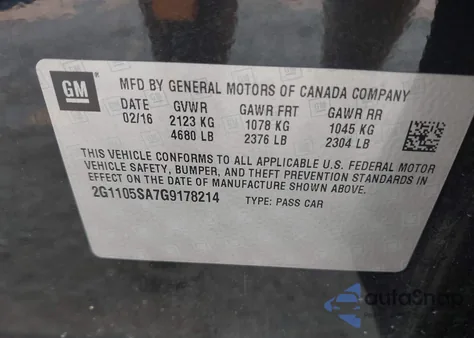 GM
MFD BY GENERAL MOTORS OF CANADA COMPANY
DATE GVWR GAWR FRT GAWR RR
02/16 2123 KG 1078 KG 1045 KG
4680 LB 2376 LB 2304 LB
THIS VEHICLE CONFORMS TO ALL APPLICABLE U.S. FEDERAL MOTOR
VEHICLE SAFETY, BUMPER, AND THEFT PREVENTION STANDARDS IN
EFFECT ON THE DATE OF MANUFACTURE SHOWN ABOVE.
2G1105SA7G9178214 TYPE: PASS CAR
autoSnap